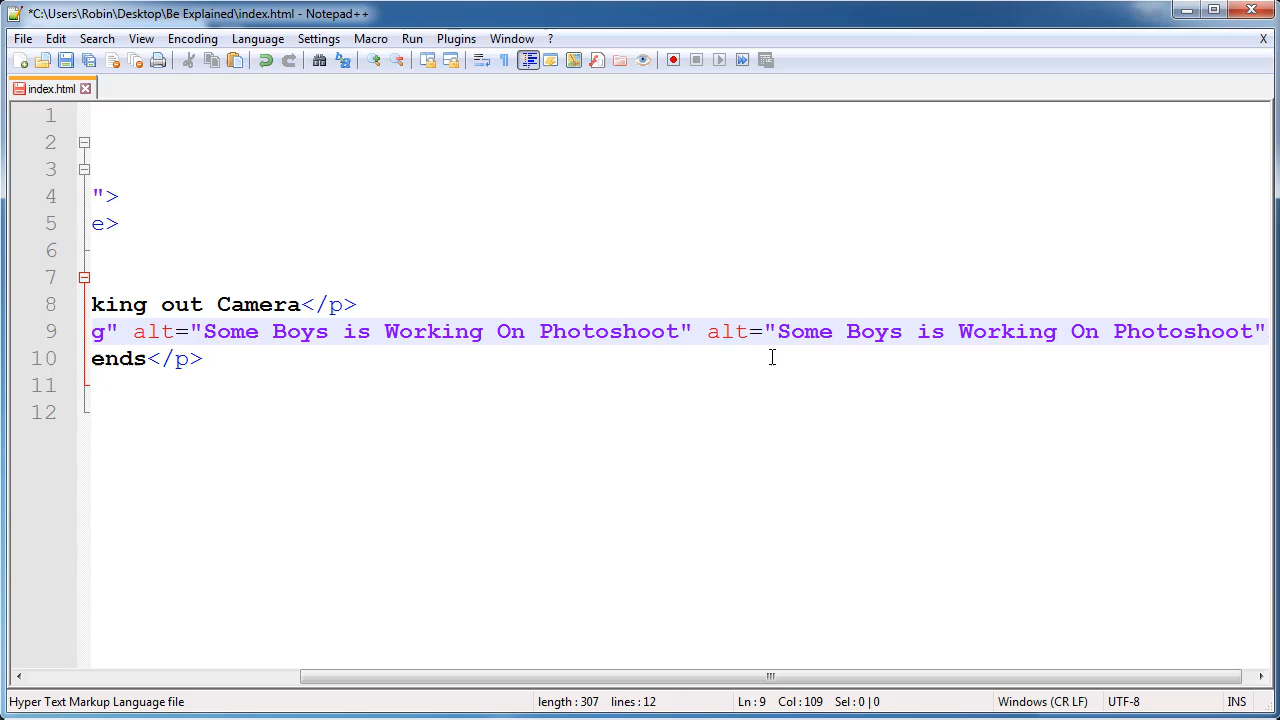 *C:\Users\Robin\Desktop\Be Explained\index.html - Notepad++
File Edit Search View Encoding Language Settings Macro Run Plugins Window ? X
index.html
1
2
3
4 ">
5 e>
6
7
8 king out Camera</p>
9 g" alt="Some Boys is Working On Photoshoot" alt="Some Boys is Working On Photoshoot"
10 ends</p>
11
12
Hyper Text Markup Language file length : 307 lines : 12 Ln : 9 Col : 109 Sel : 0 | 0 Windows (CR LF) UTF-8 INS